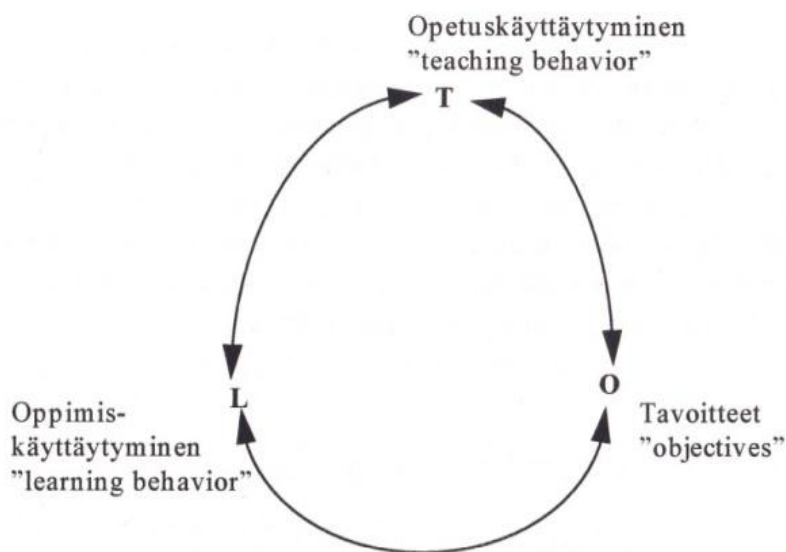 Opetuskäyttäytyminen
”teaching behavior”
T
L
O
Oppimis-
käyttäytyminen
”learning behavior”
Tavoitteet
”objectives”